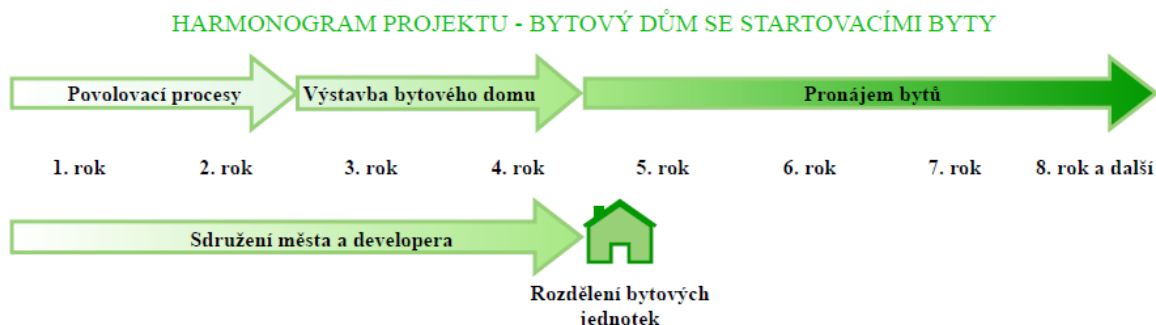 HARMONOGRAM PROJEKTU - BYTOVÝ DŮM SE STARTOVACÍMI BYTY
Povolovací procesy Výstavba bytového domu Pronájem bytů
1. rok 2. rok 3. rok 4. rok 5. rok 6. rok 7. rok 8. rok a další
Sdružení města a developera
Rozdělení bytových
jednotek